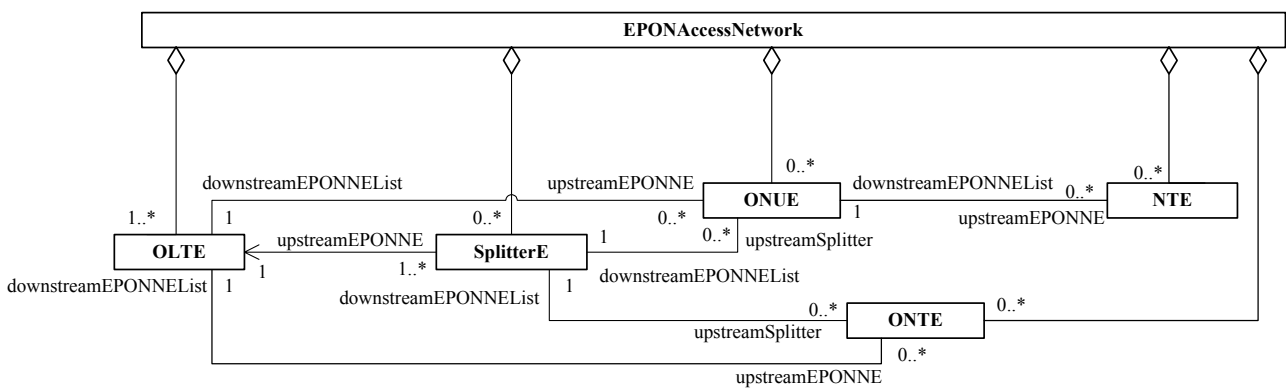 EPONAccessNetwork
0..*
0..*
downstreamEPONNEList
upstreamEPONNE
ONUE
downstreamEPONNEList
0..*
NTE
1..*
1
0..*
0..*
1
upstreamEPONNE
0..*
upstreamSplitter
OLTE
upstreamEPONNE
SplitterE
1
1
1..*
downstreamEPONNEList
downstreamEPONNEList
1
downstreamEPONNEList
1
0..*
ONTE
0..*
upstreamSplitter
0..*
upstreamEPONNE